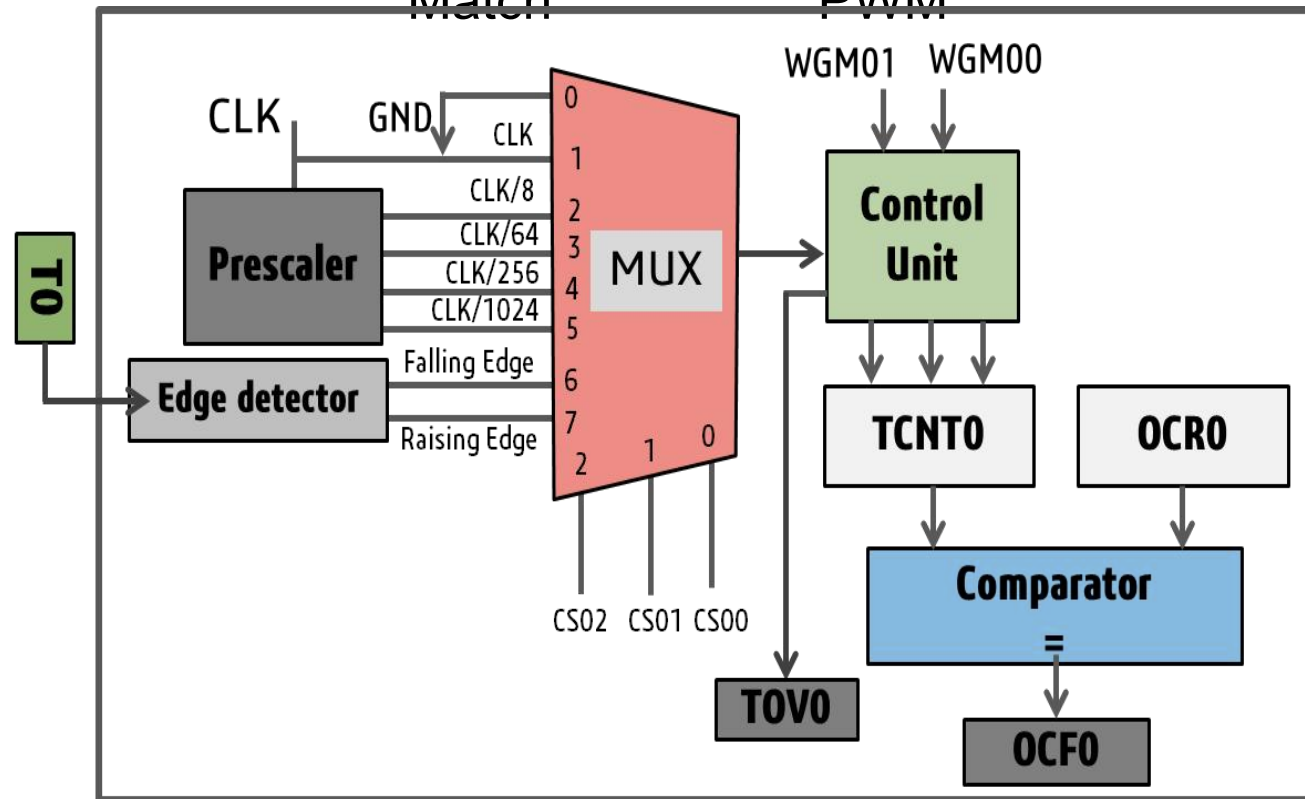 Match
PWM
WGM01 WGM00
CLK
GND
0
CLK
1
CLK/8
2
CLK/64
3
CLK/256
4
CLK/1024
5
Falling Edge
6
7
Raising Edge
2 1 0
MUX
Prescaler
T0
Edge detector
Control
Unit
TCNT0
OCR0
CS02 CS01 CS00
Comparator
=
TOV0
OCF0